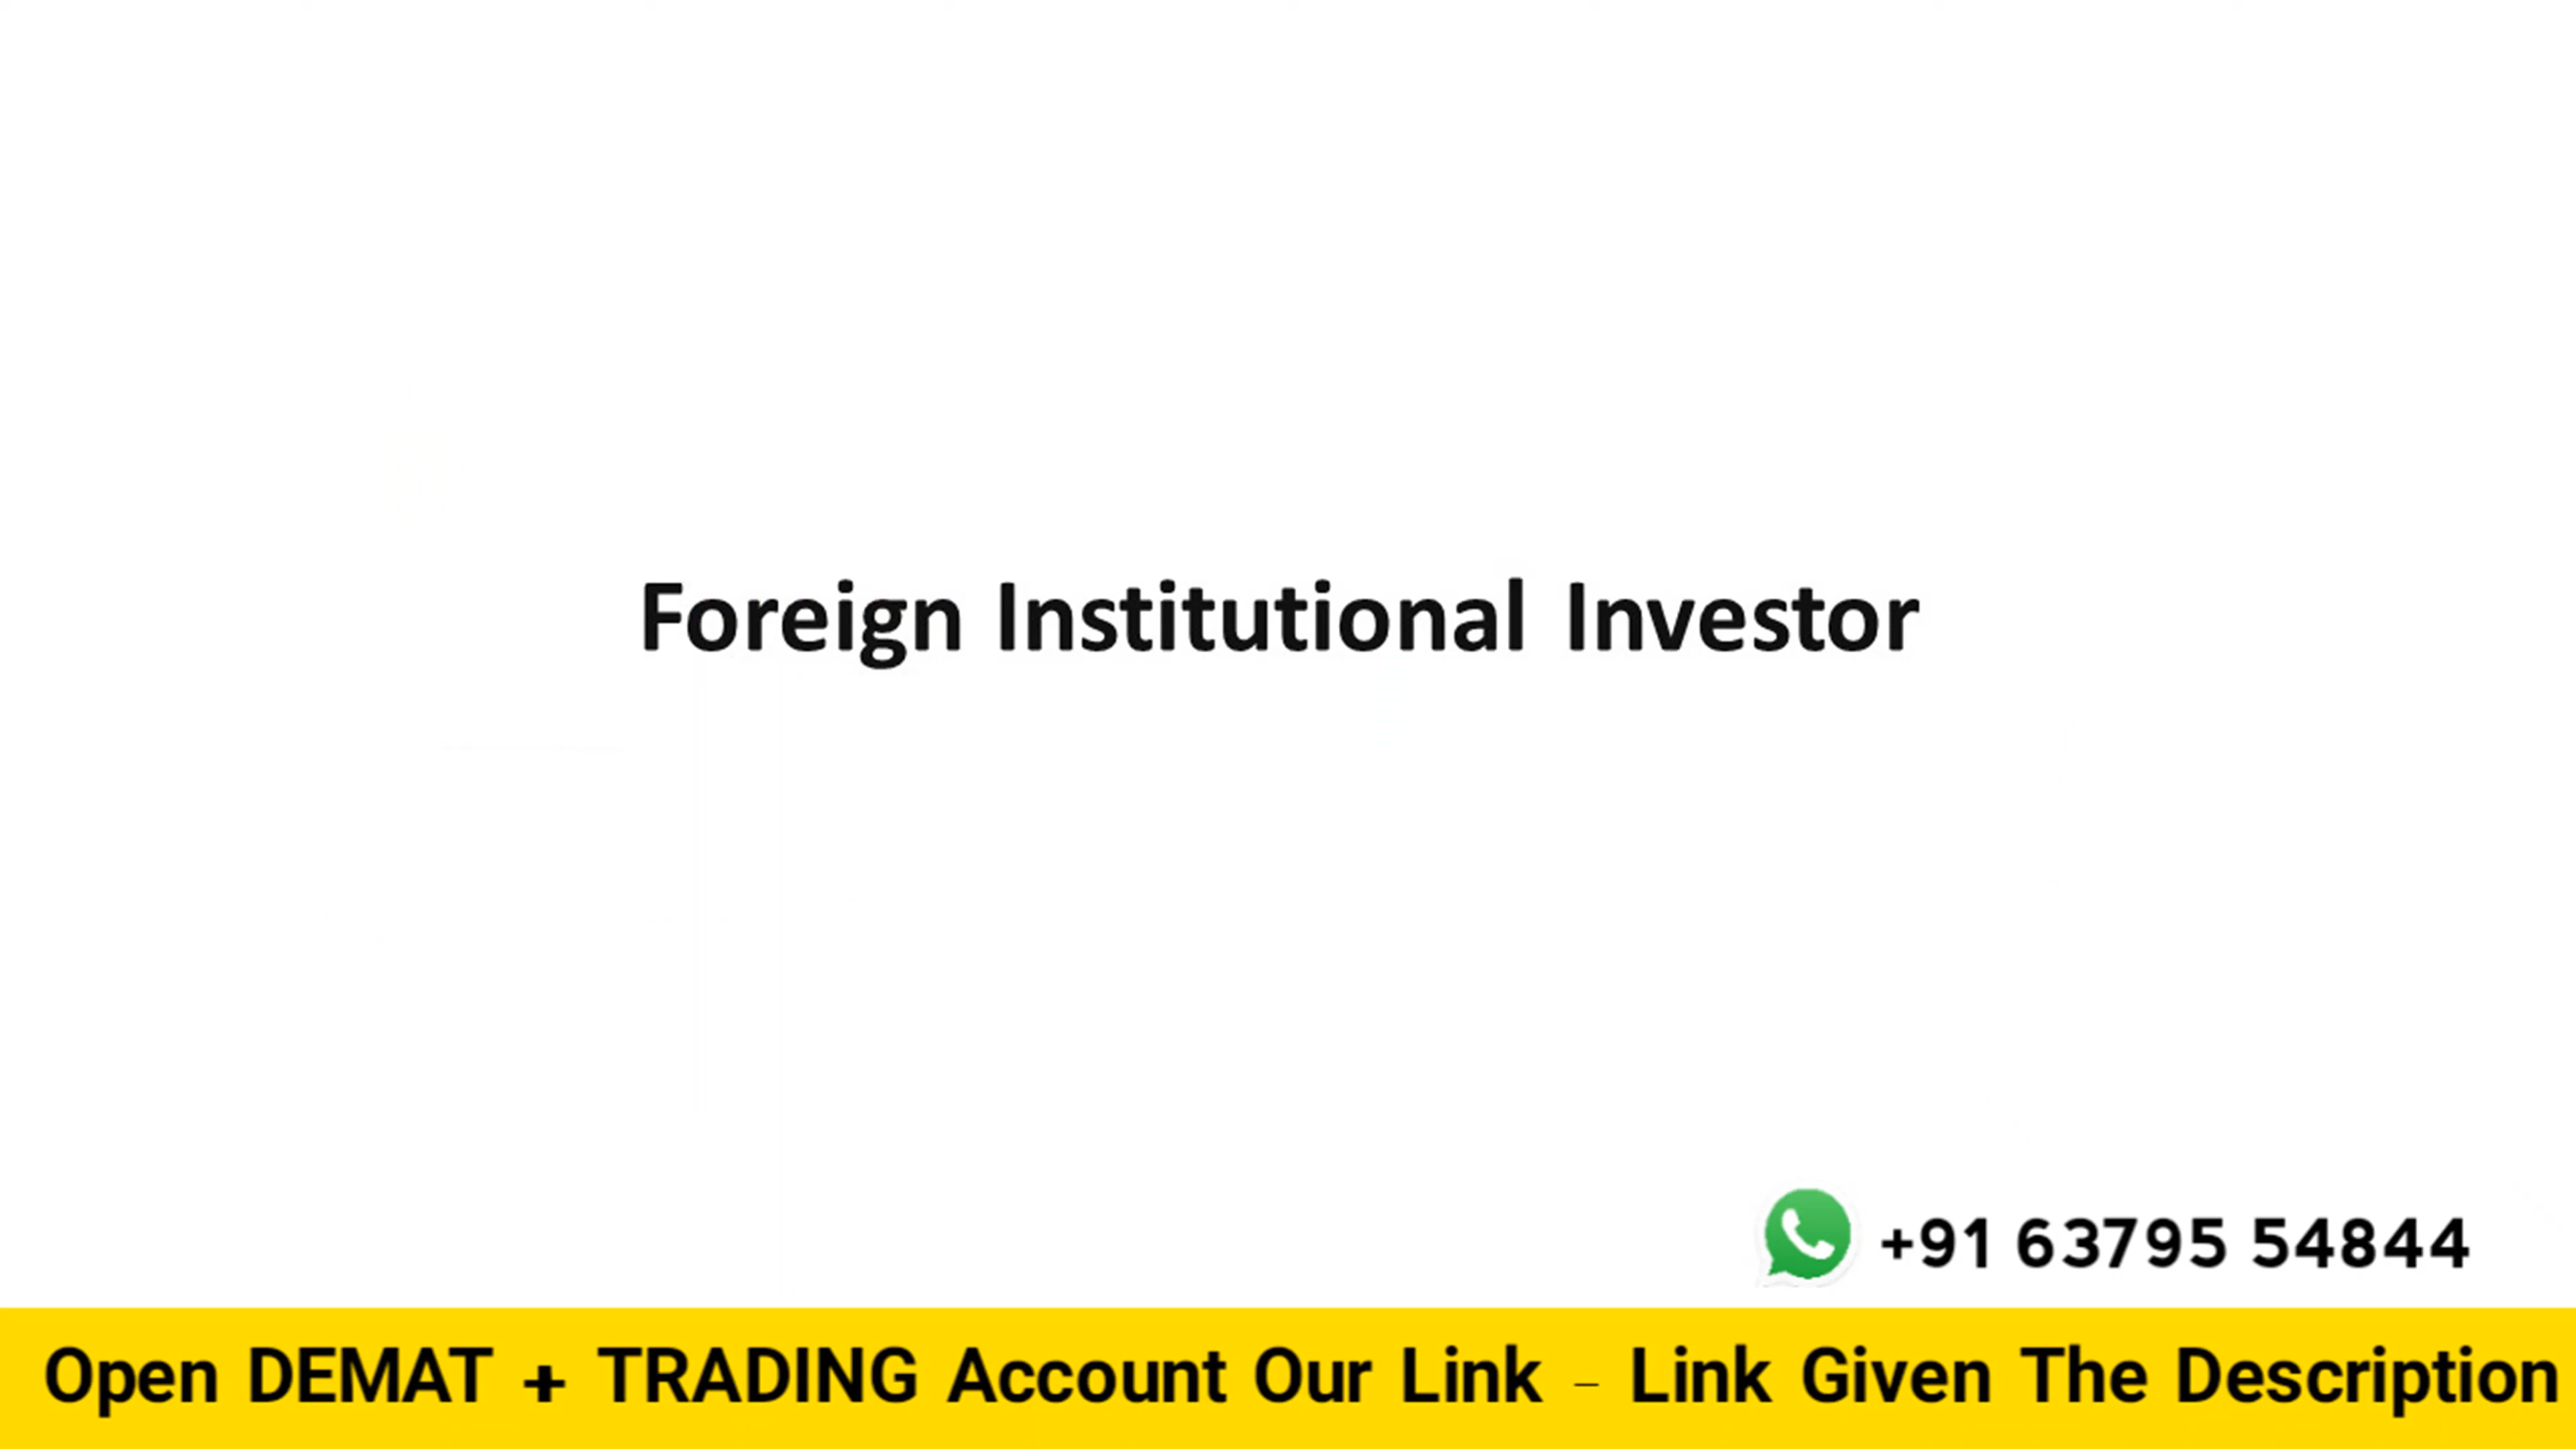 Foreign Institutional Investor
+91 63795 54844
Open DEMAT + TRADING Account Our Link - Link Given The Description